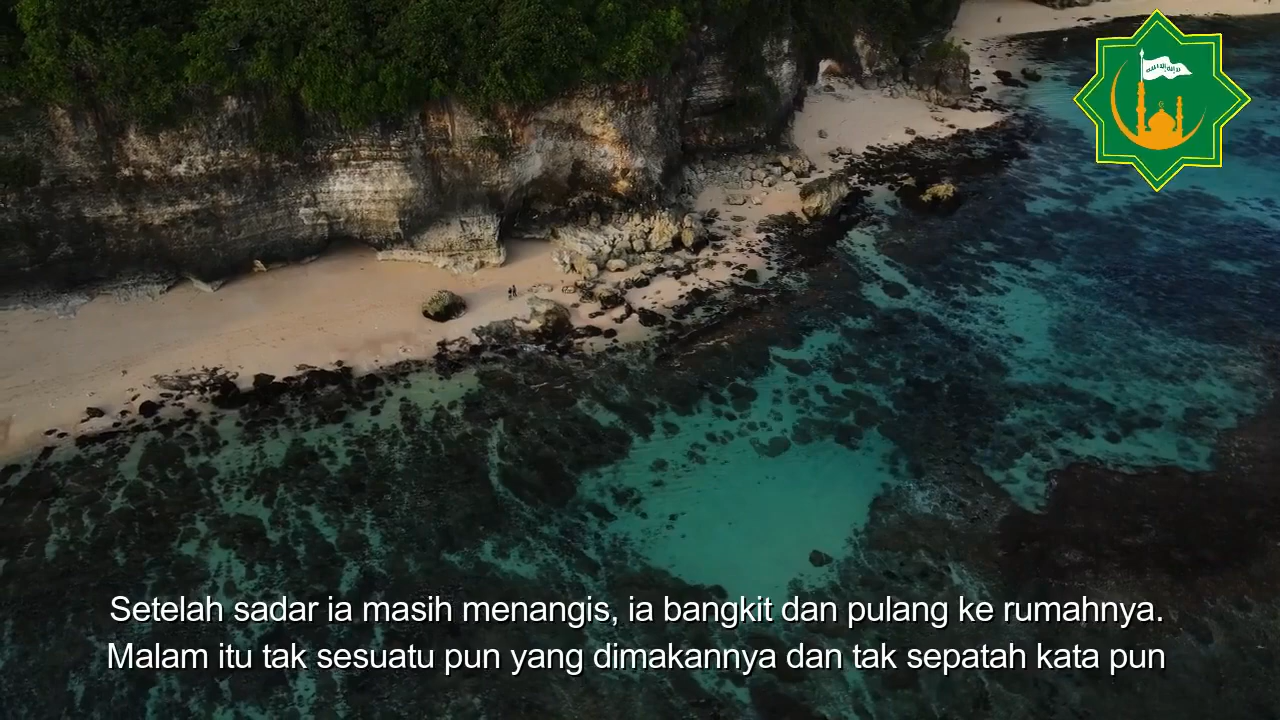 Setelah sadar ia masih menangis, ia bangkit dan pulang ke rumahnya.
Malam itu tak sesuatu pun yang dimakannya dan tak sepatah kata pun